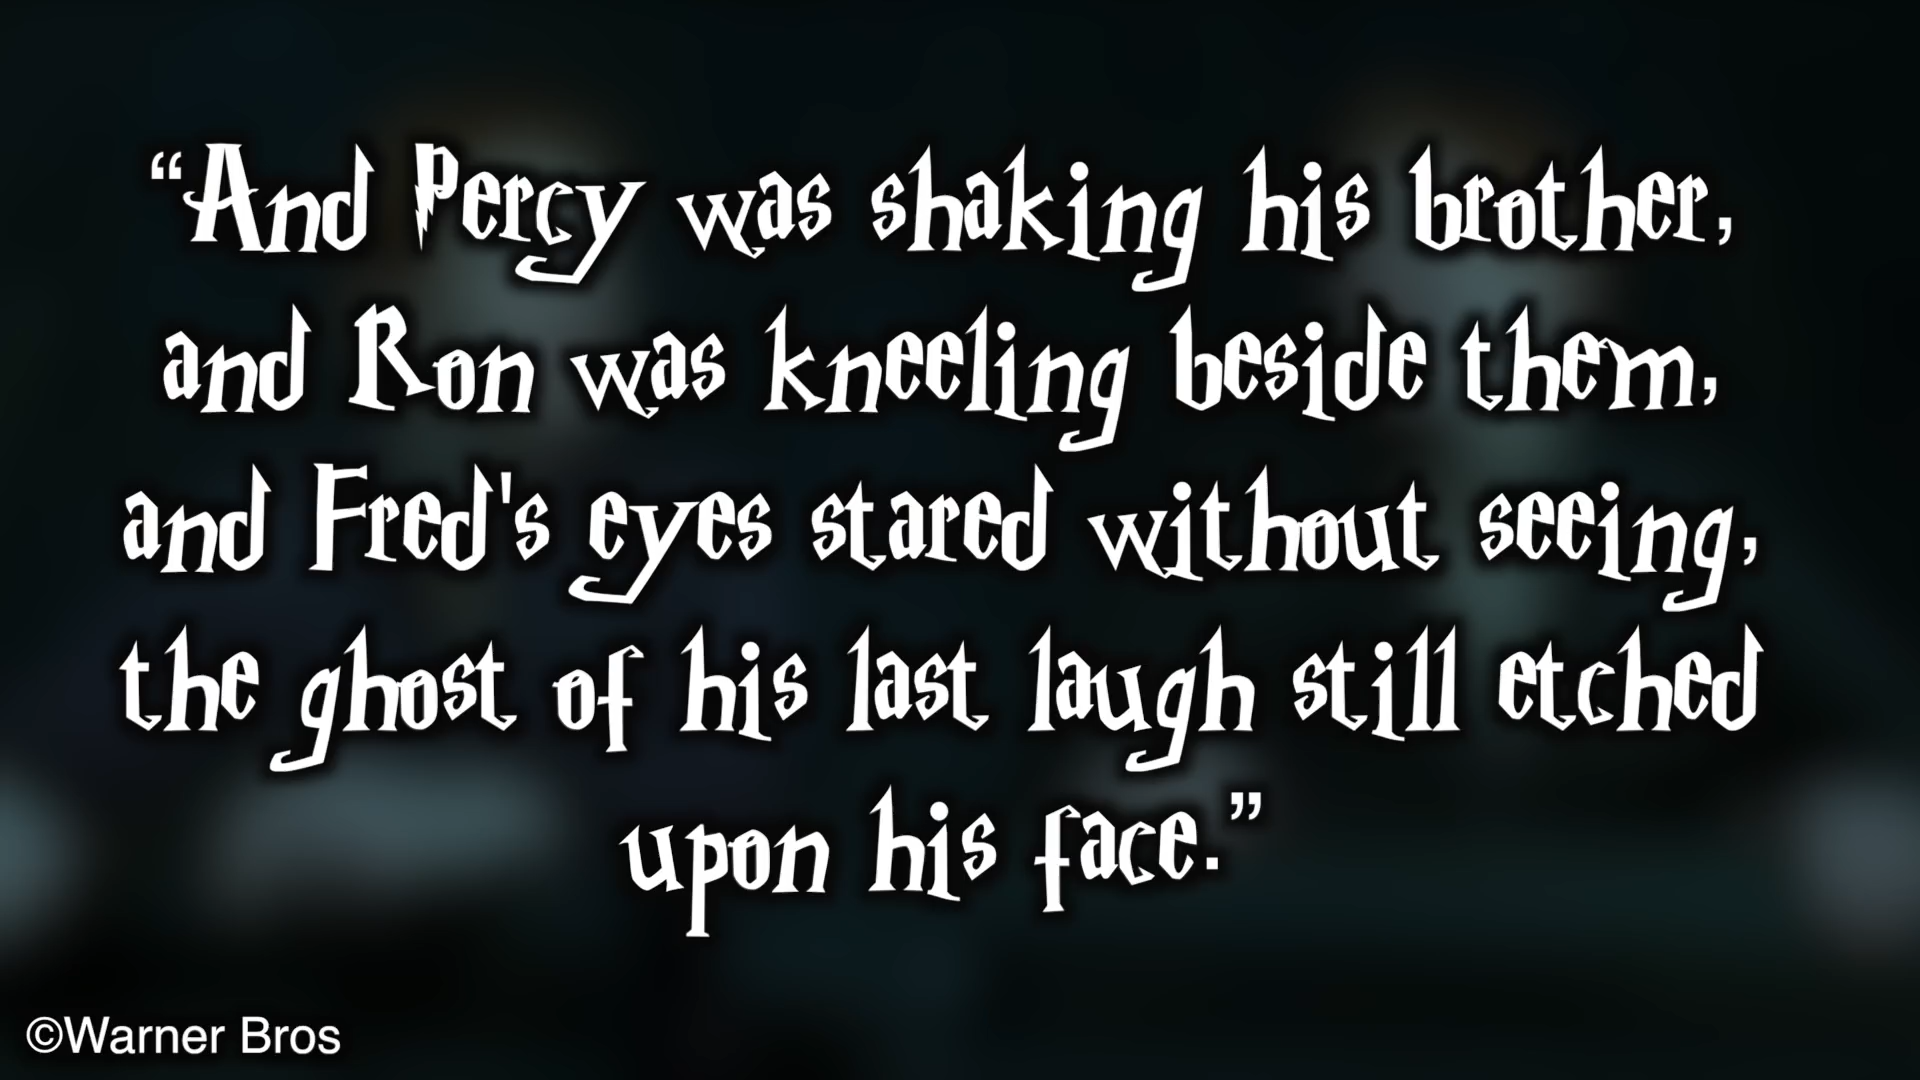 “And Percy was shaking his brother,
and Ron was kneeling beside them,
and Fred's eyes stared without seeing,
the ghost of his last laugh still etched
upon his face.”
©Warner Bros